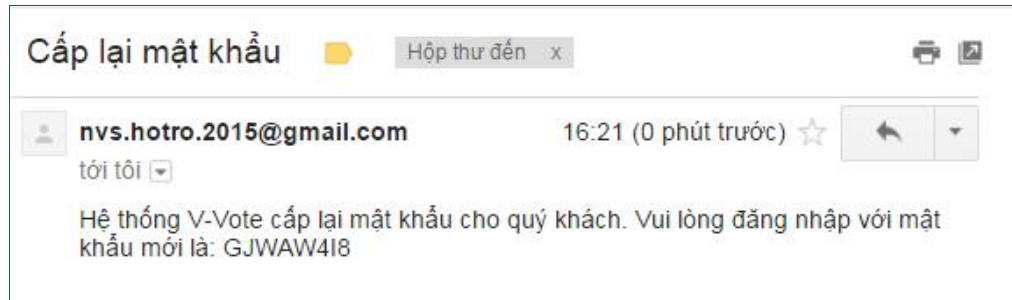 Cấp lại mật khẩu Hộp thư đến x
nvs.hotro.2015@gmail.com 16:21 (0 phút trước)
tới tôi
Hệ thống V-Vote cấp lại mật khẩu cho quý khách. Vui lòng đăng nhập với mật
khẩu mới là: GJWAW4I8